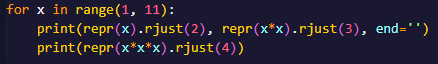 for x in range(1, 11):
    print(repr(x).rjust(2), repr(x*x).rjust(3), end='')
    print(repr(x*x*x).rjust(4))